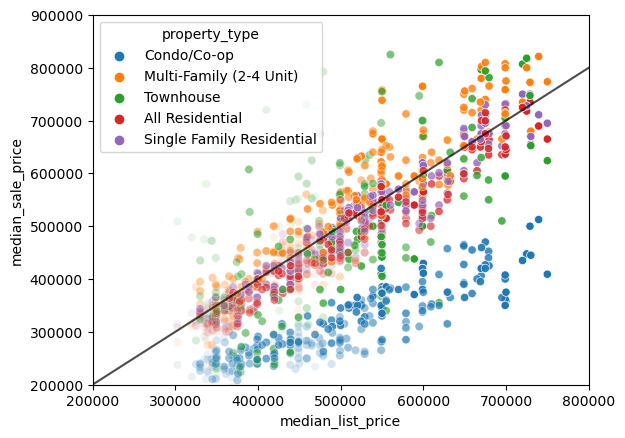 property_type
Condo/Co-op
Multi-Family (2-4 Unit)
Townhouse
All Residential
Single Family Residential
900000
800000
700000
600000
500000
400000
300000
200000
median_sale_price
200000 300000 400000 500000 600000 700000 800000
median_list_price